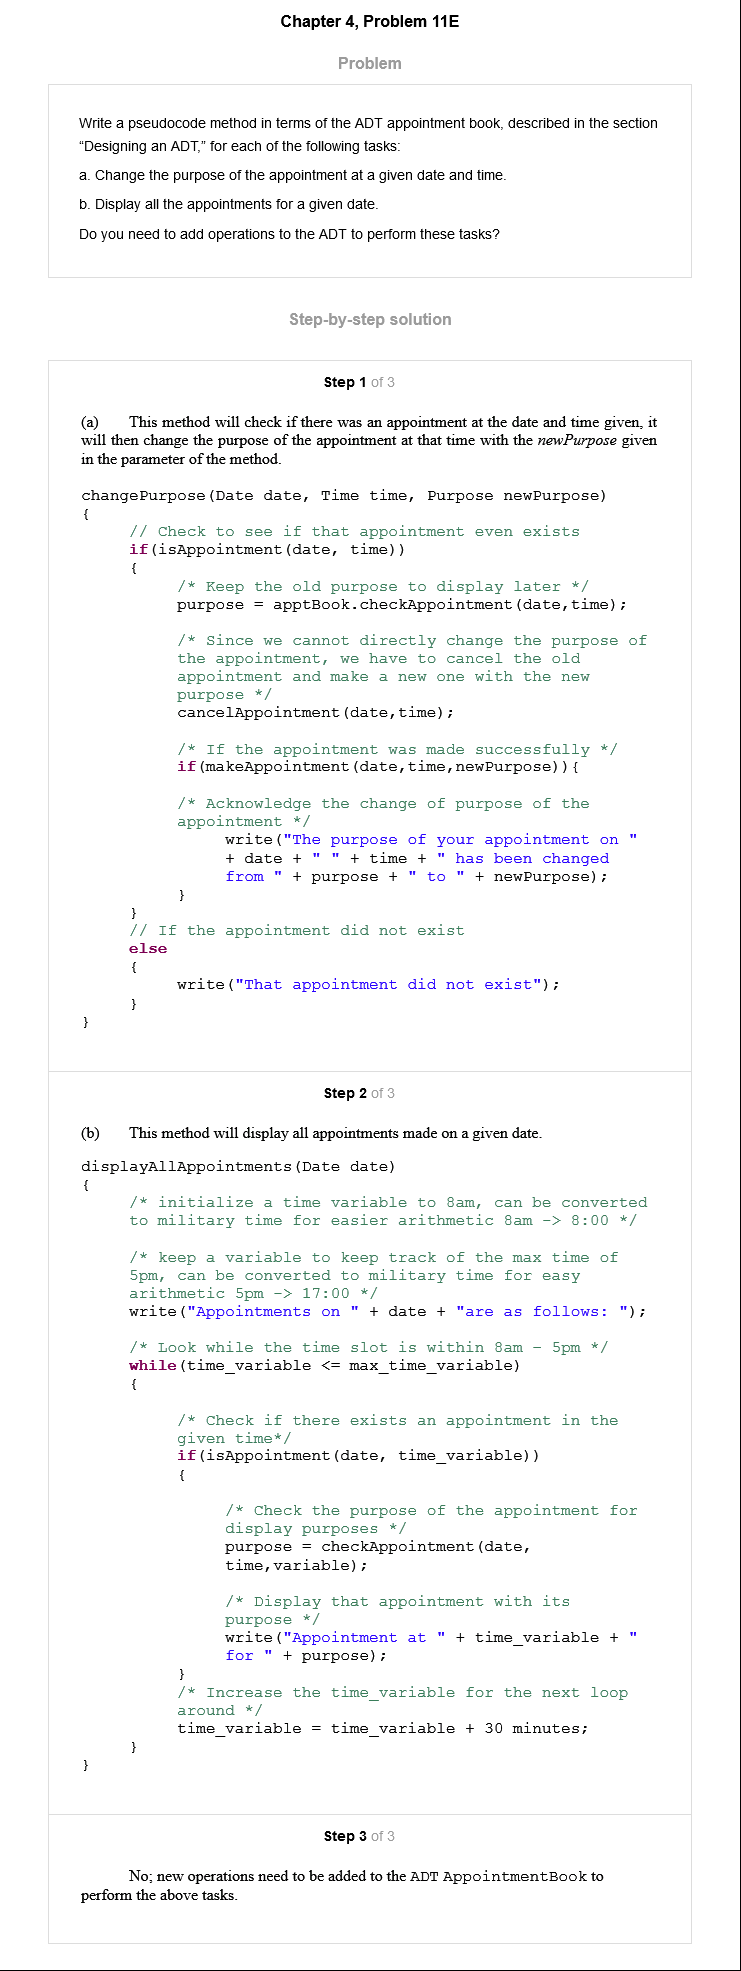 Chapter 4, Problem 11E
Problem
Write a pseudocode method in terms of the ADT appointment book, described in the section
“Designing an ADT,” for each of the following tasks:
a. Change the purpose of the appointment at a given date and time.
b. Display all the appointments for a given date.
Do you need to add operations to the ADT to perform these tasks?
Step-by-step solution
Step 1 of 3
(a) This method will check if there was an appointment at the date and time given, it
will then change the purpose of the appointment at that time with the newPurpose given
in the parameter of the method.
changePurpose(Date date, Time time, Purpose newPurpose)
{
// Check to see if that appointment even exists
if(isAppointment(date, time))
{
/* Keep the old purpose to display later */
purpose = apptBook.checkAppointment(date,time);
/* Since we cannot directly change the purpose of
the appointment, we have to cancel the old
appointment and make a new one with the new
purpose */
cancelAppointment(date,time);
/* If the appointment was made successfully */
if(makeAppointment(date,time,newPurpose)){
/* Acknowledge the change of purpose of the
appointment */
write("The purpose of your appointment on "
+ date + " " + time + " has been changed
from " + purpose + " to " + newPurpose);
}
}
// If the appointment did not exist
else
{
write("That appointment did not exist");
}
}
Step 2 of 3
(b) This method will display all appointments made on a given date.
displayAllAppointments(Date date)
{
/* initialize a time variable to 8am, can be converted
to military time for easier arithmetic 8am -> 8:00 */
/* keep a variable to keep track of the max time of
5pm, can be converted to military time for easy
arithmetic 5pm -> 17:00 */
write("Appointments on " + date + "are as follows: ");
/* Look while the time slot is within 8am – 5pm */
while(time_variable <= max_time_variable)
{
/* Check if there exists an appointment in the
given time*/
if(isAppointment(date, time_variable))
{
/* Check the purpose of the appointment for
display purposes */
purpose = checkAppointment(date,
time,variable);
/* Display that appointment with its
purpose */
write("Appointment at " + time_variable + "
for " + purpose);
}
/* Increase the time_variable for the next loop
around */
time_variable = time_variable + 30 minutes;
}
}
Step 3 of 3
No; new operations need to be added to the ADT AppointmentBook to
perform the above tasks.